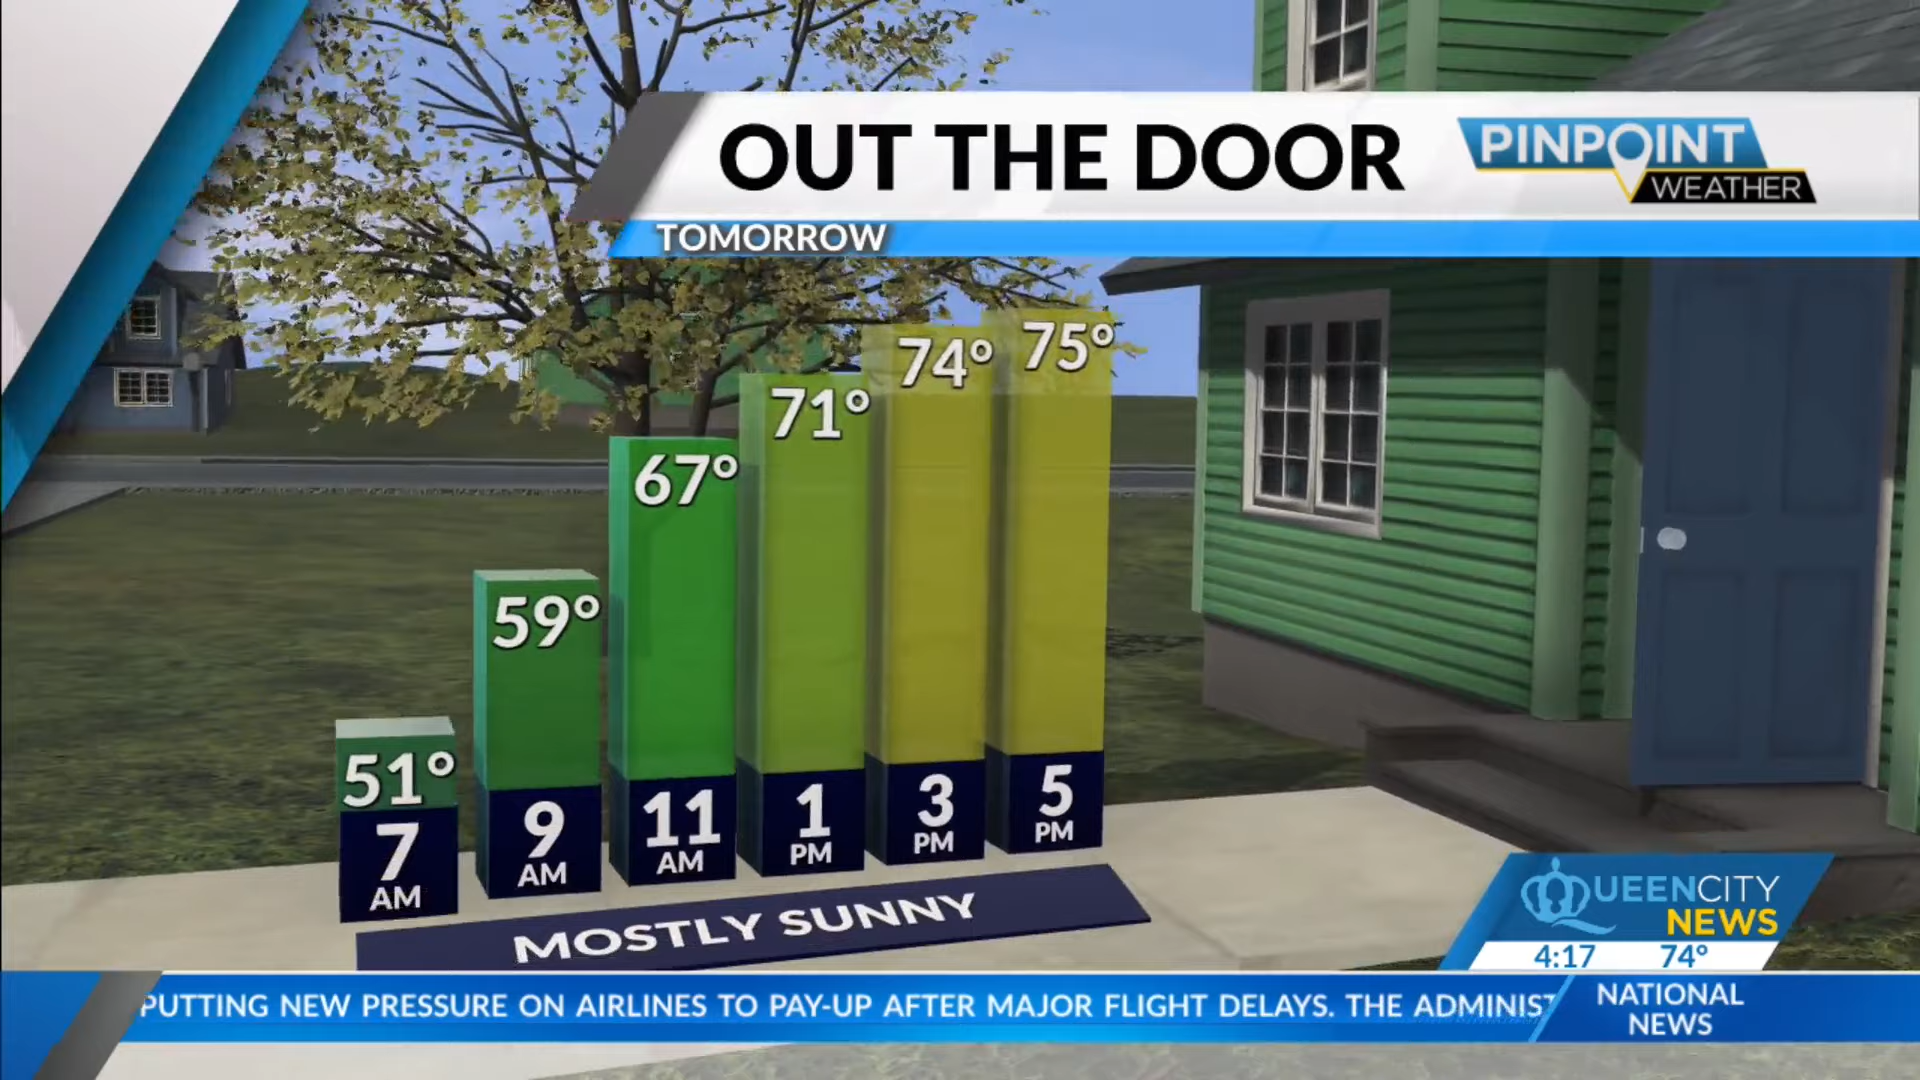 OUT THE DOOR
PINPOINT
WEATHER
TOMORROW
51° 59° 67° 71° 74° 75°
7 AM 9 AM 11 AM 1 PM 3 PM 5 PM
MOSTLY SUNNY
QUEENCITY
NEWS
4:17 74°
PUTTING NEW PRESSURE ON AIRLINES TO PAY-UP AFTER MAJOR FLIGHT DELAYS. THE ADMINIST
NATIONAL
NEWS